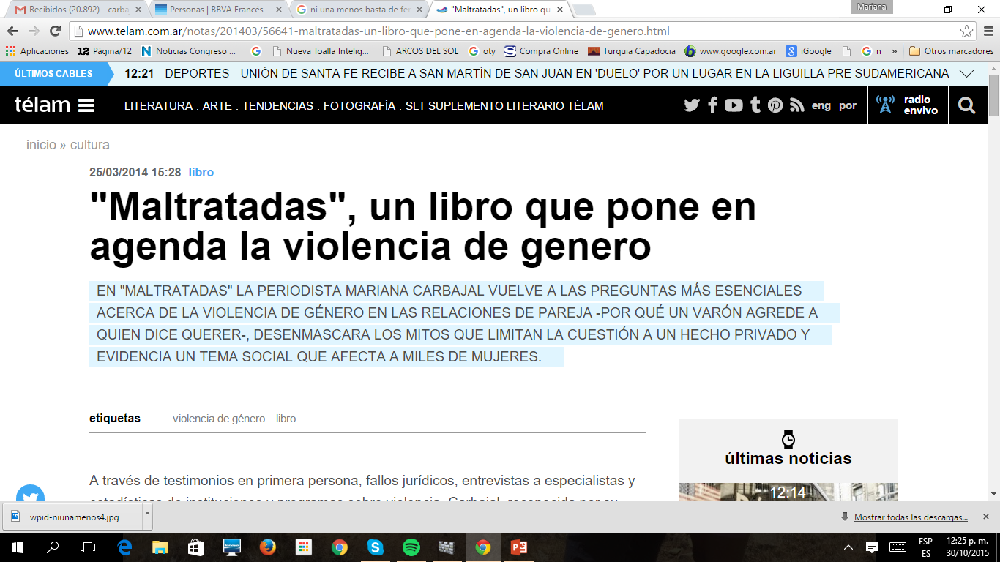 Recibidos (20.892) - carba
Personas | BBVA Francés
ni una menos basta de fe
"Maltratadas", un libro qu
Mariana
www.telam.com.ar/notas/201403/56641-maltratadas-un-libro-que-pone-en-agenda-la-violencia-de-genero.html
Aplicaciones 12 Página/12 N Noticias Congreso ... Nueva Toalla Intelig... ARCOS DEL SOL oty Compra Online Turquia Capadocia www.google.com.ar iGoogle n » Otros marcadores
ÚLTIMOS CABLES 12:21 DEPORTES UNIÓN DE SANTA FE RECIBE A SAN MARTÍN DE SAN JUAN EN 'DUELO' POR UN LUGAR EN LA LIGUILLA PRE SUDAMERICANA
télam LITERATURA . ARTE . TENDENCIAS . FOTOGRAFÍA . SLT SUPLEMENTO LITERARIO TÉLAM eng por radio
envivo
inicio » cultura
25/03/2014 15:28 libro
"Maltratadas", un libro que pone en
agenda la violencia de genero
EN "MALTRATADAS" LA PERIODISTA MARIANA CARBAJAL VUELVE A LAS PREGUNTAS MÁS ESENCIALES
ACERCA DE LA VIOLENCIA DE GÉNERO EN LAS RELACIONES DE PAREJA -POR QUÉ UN VARÓN AGREDE A
QUIEN DICE QUERER-, DESENMASCARA LOS MITOS QUE LIMITAN LA CUESTIÓN A UN HECHO PRIVADO Y
EVIDENCIA UN TEMA SOCIAL QUE AFECTA A MILES DE MUJERES.
etiquetas violencia de género libro
últimas noticias
12:14
A través de testimonios en primera persona, fallos jurídicos, entrevistas a especialistas y
wpid-niunamenos4.jpg
Mostrar todas las descargas...
ESP
ES
12:25 p. m.
30/10/2015